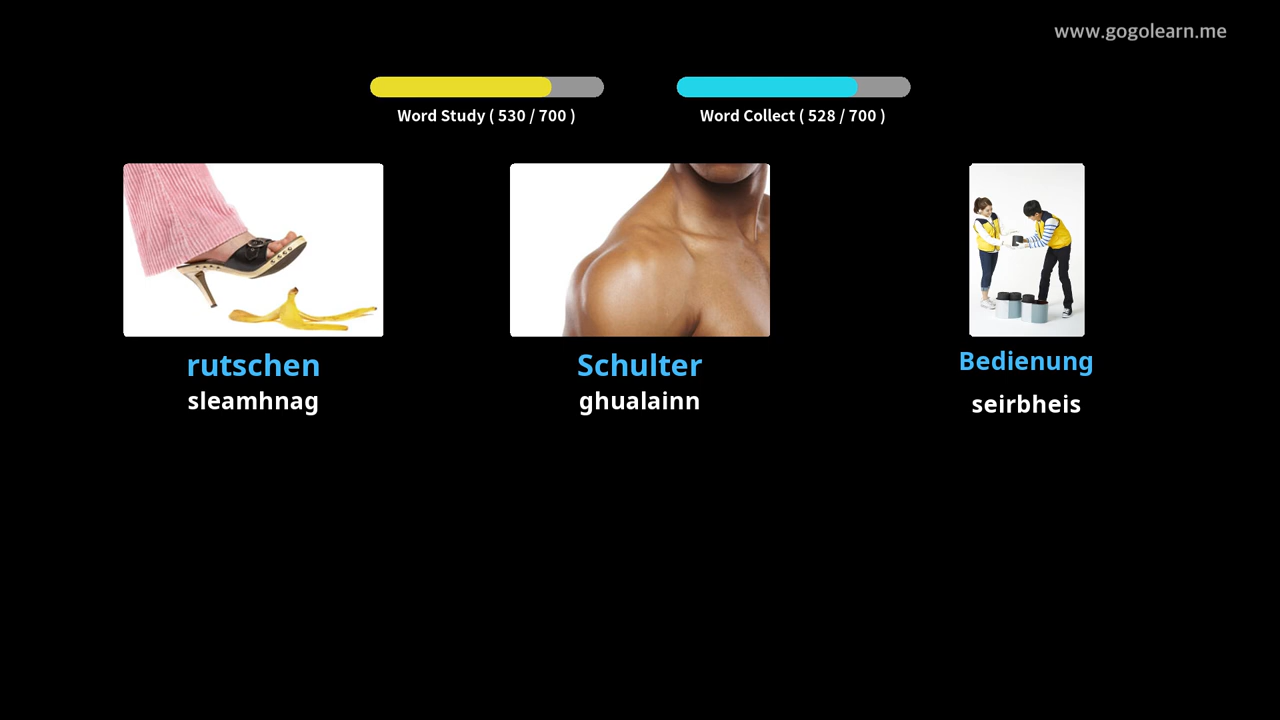 www.gogolearn.me
Word Study ( 530 / 700 )
Word Collect ( 528 / 700 )
rutschen
sleamhnag
Schulter
ghualainn
Bedienung
seirbheis